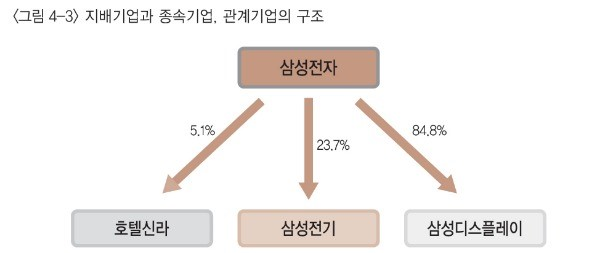 〈그림 4-3〉 지배기업과 종속기업, 관계기업의 구조
삼성전자
5.1%
23.7%
84.8%
호텔신라
삼성전기
삼성디스플레이